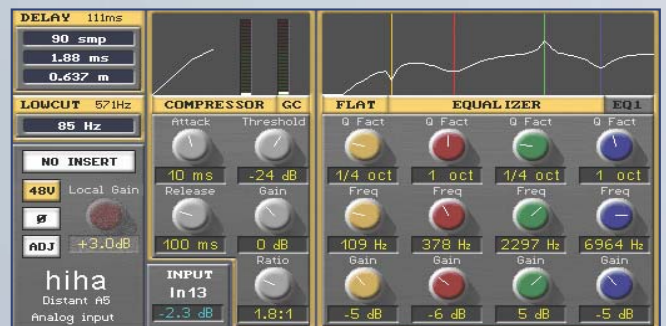 DELAY 111ms
90 smp
1.88 ms
0.637 m
LOWCUT 571Hz
85 Hz
NO INSERT
48V Local Gain
ø
ADJ +3.0dB
hiha
Distant A5
Analog input
COMPRESSOR GC
Attack Threshold
10 ms -24 dB
Release Gain
100 ms 0 dB
Ratio
1.8:1
INPUT
In13
-2.3 dB
FLAT EQUALIZER EQ1
Q Fact Q Fact Q Fact Q Fact
1/4 oct 1 oct 1/4 oct 1 oct
Freq Freq Freq Freq
109 Hz 378 Hz 2297 Hz 6964 Hz
Gain Gain Gain Gain
-5 dB -6 dB 5 dB -5 dB